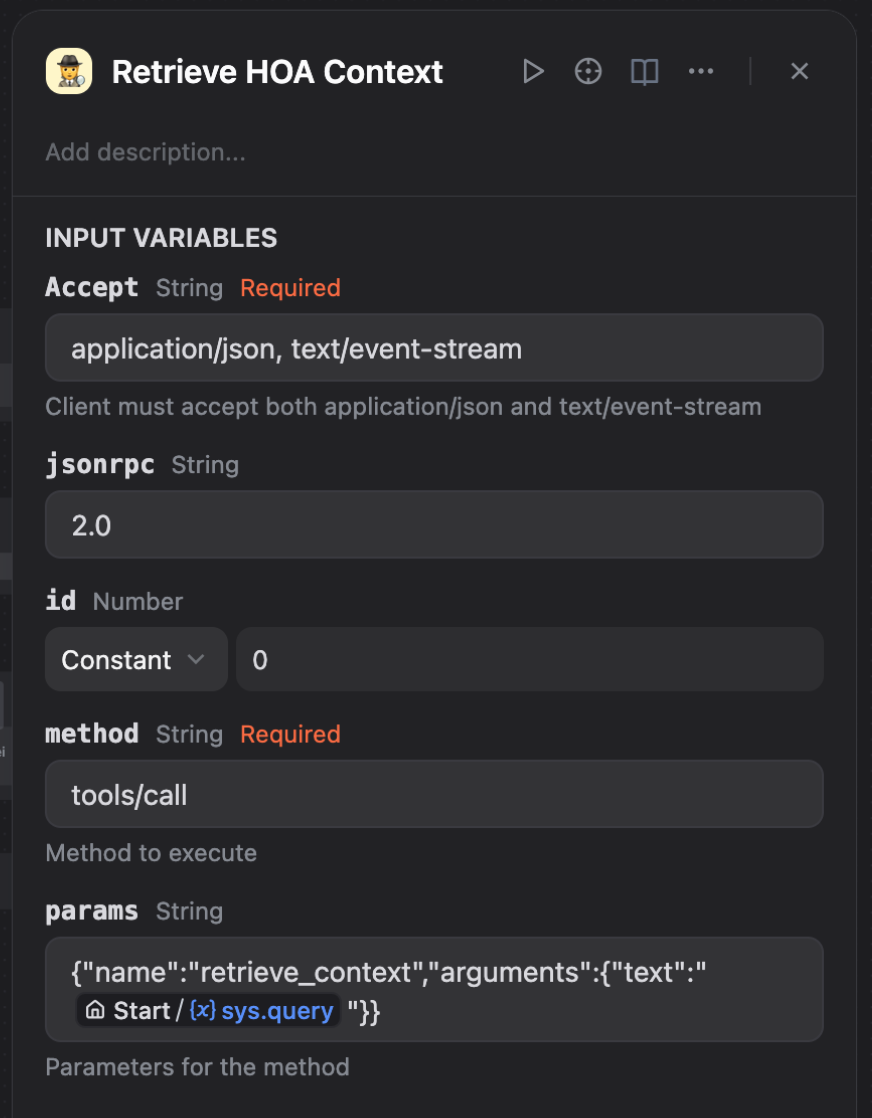 Retrieve HOA Context
Add description...
INPUT VARIABLES
Accept String Required
application/json, text/event-stream
Client must accept both application/json and text/event-stream
jsonrpc String
2.0
id Number
Constant 0
method String Required
tools/call
Method to execute
params String
{"name":"retrieve_context","arguments":{"text":"
Start / {x} sys.query "}}
Parameters for the method